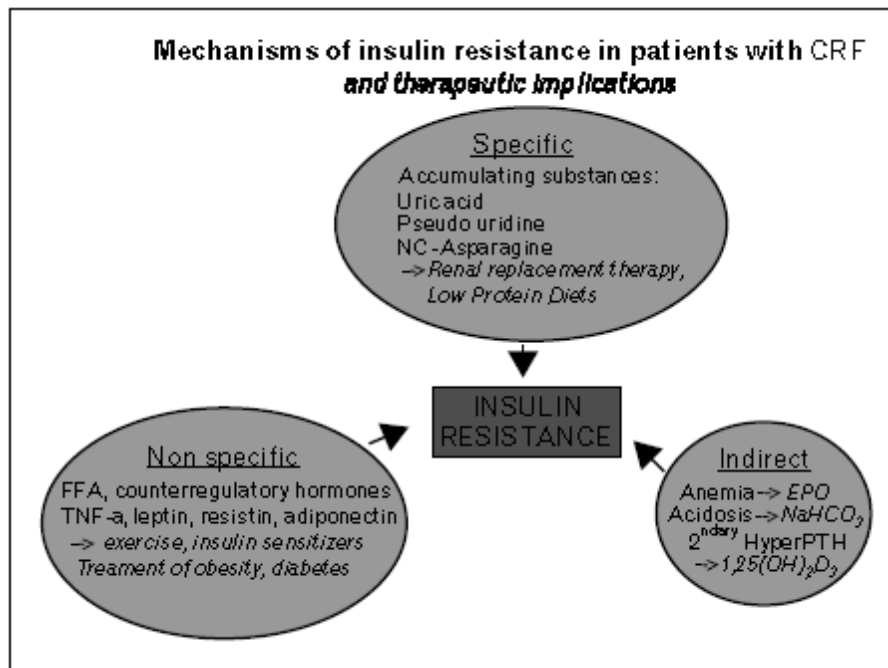 Mechanisms of insulin resistance in patients with CRF
and therapeutic implications
Specific
Accumulating substances:
Uric acid
Pseudo uridine
NC-Asparagine
-->Renal replacement therapy,
Low Protein Diets
INSULIN
RESISTANCE
Non specific
FFA, counterregulatory hormones
TNF-a, leptin, resistin, adiponectin
--> exercise, insulin sensitizers
Treament of obesity, diabetes
Indirect
Anemia--> EPO
Acidosis-->NaHCO₃
2ⁿᵈᵃʳʸ HyperPTH
-->1,25(OH)₂D₃